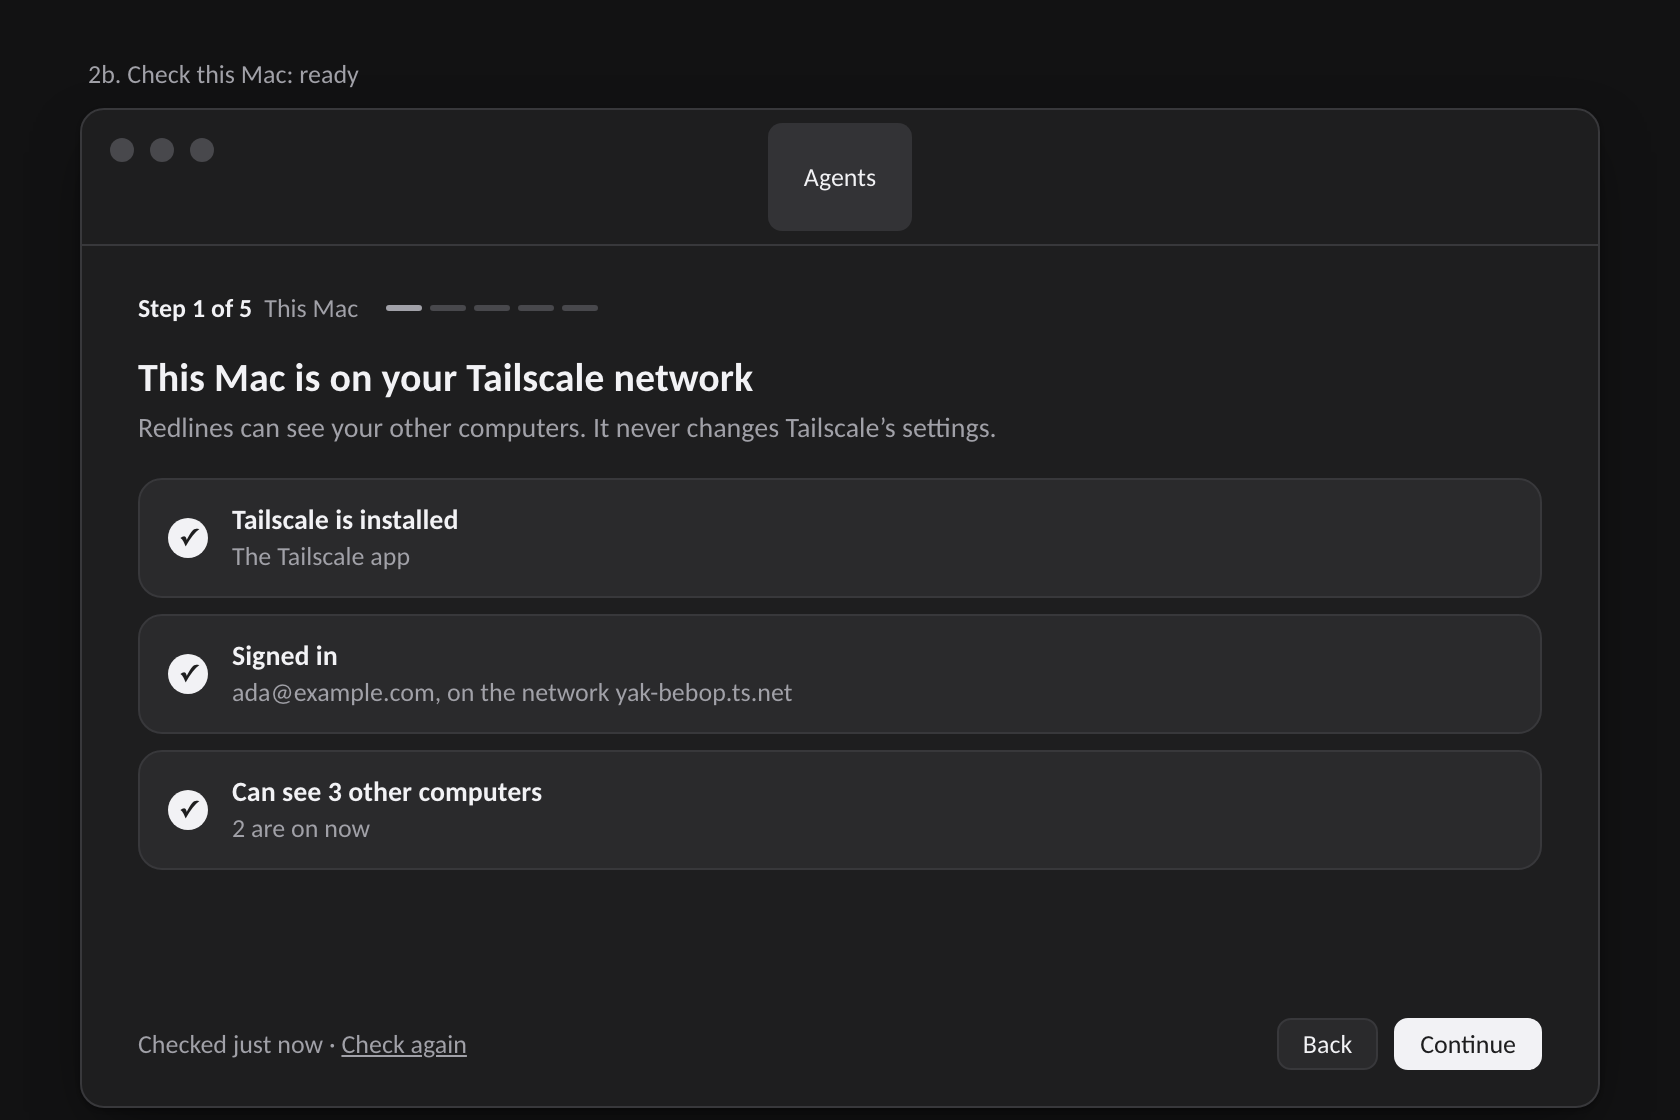 2b. Check this Mac: ready
Agents
Step 1 of 5 This Mac
This Mac is on your Tailscale network
Redlines can see your other computers. It never changes Tailscale’s settings.
Tailscale is installed
The Tailscale app
Signed in
ada@example.com, on the network yak-bebop.ts.net
Can see 3 other computers
2 are on now
Checked just now · Check again
Back
Continue